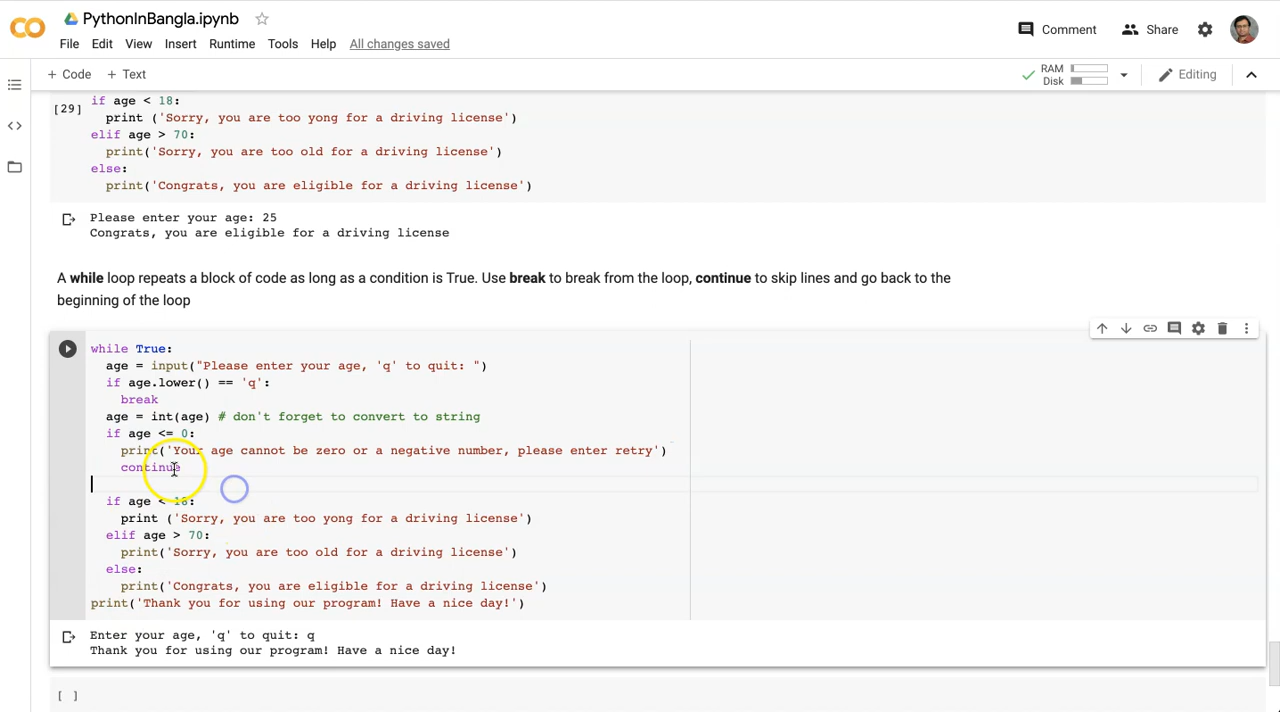 PythonInBangla.ipynb
File Edit View Insert Runtime Tools Help All changes saved
Comment Share
+ Code + Text
RAM
Disk
Editing
[29] if age < 18:
print ('Sorry, you are too yong for a driving license')
elif age > 70:
print('Sorry, you are too old for a driving license')
else:
print('Congrats, you are eligible for a driving license')
Please enter your age: 25
Congrats, you are eligible for a driving license
A while loop repeats a block of code as long as a condition is True. Use break to break from the loop, continue to skip lines and go back to the
beginning of the loop
while True:
age = input("Please enter your age, 'q' to quit: ")
if age.lower() == 'q':
break
age = int(age) # don't forget to convert to string
if age <= 0:
print('Your age cannot be zero or a negative number, please enter retry')
continue
if age < 18:
print ('Sorry, you are too yong for a driving license')
elif age > 70:
print('Sorry, you are too old for a driving license')
else:
print('Congrats, you are eligible for a driving license')
print('Thank you for using our program! Have a nice day!')
Enter your age, 'q' to quit: q
Thank you for using our program! Have a nice day!
[ ]